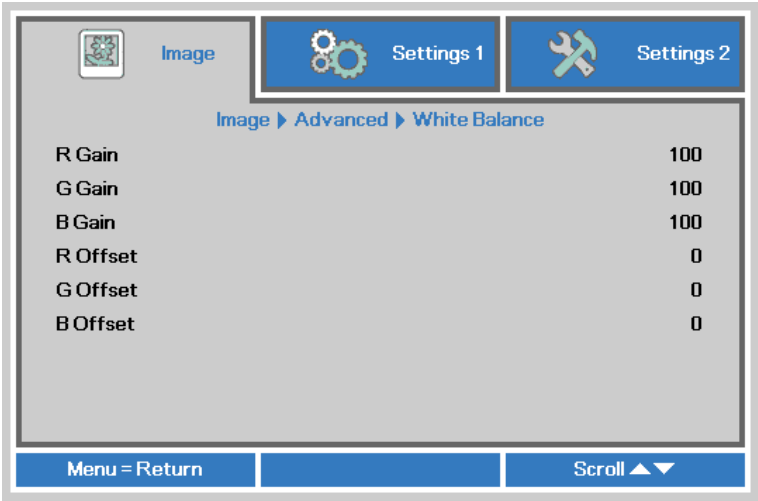 Image
Settings 1
Settings 2
Image ▶ Advanced ▶ White Balance
R Gain 100
G Gain 100
B Gain 100
R Offset 0
G Offset 0
B Offset 0
Menu = Return
Scroll ▲▼